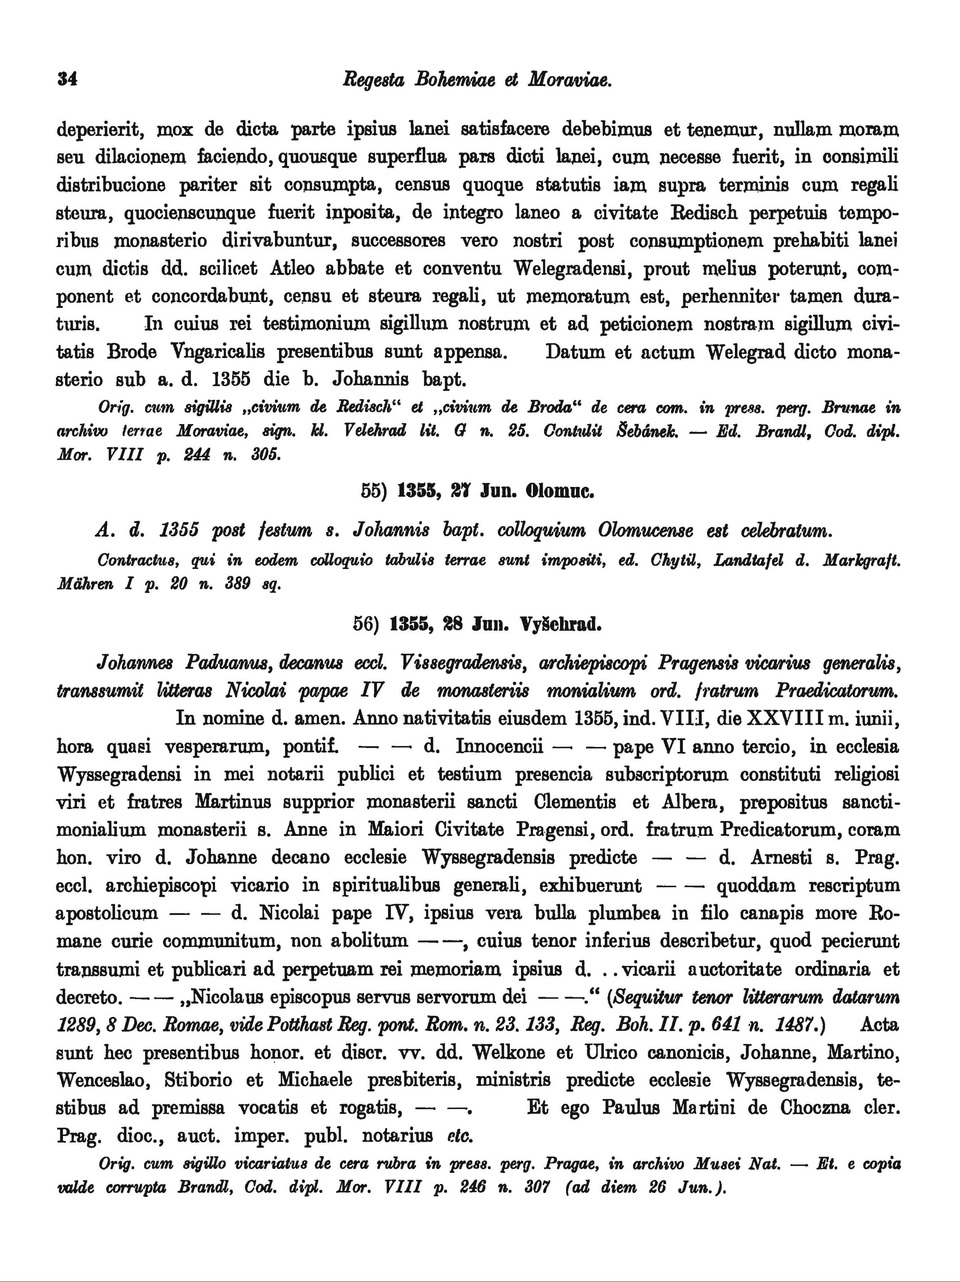 34 Regesta Bohemiae et Moraviae.
deperierit, mox de dicta parte ipsius lanei satisfacere debebimus et tenemur, nullam moram
seu dilacionem faciendo, quousque superflua pars dicti lanei, cum necesse fuerit, in consimili
distribucione pariter sit consumpta, census quoque statutis iam supra terminis cum regali
steura, quocienscunque fuerit inposita, de integro laneo a civitate Redisch perpetuis tempo-
ribus monasterio dirivabuntur, successores vero nostri post consumptionem prehabiti lanei
cum dictis dd. scilicet Atleo abbate et conventu Welegradensi, prout melius poterunt, com-
ponent et concordabunt, censu et steura regali, ut memoratum est, perhenniter tamen dura-
turis. In cuius rei testimonium sigillum nostrum et ad peticionem nostram sigillum civi-
tatis Brode Vngaricalis presentibus sunt appensa. Datum et actum Welegrad dicto mona-
sterio sub a. d. 1355 die b. Johannis bapt.
Orig. cum sigillis „civium de Redisch“ et „civium de Broda“ de cera com. in press. perg. Brunae in
archivo terrae Moraviae, sign. kl. Velehrad lit. G n. 25. Contulit Šebánek. — Ed. Brandl, Cod. dipl.
Mor. VIII p. 244 n. 305.
55) 1355, 27 Jun. Olomuc.
A. d. 1355 post festum s. Johannis bapt. colloquium Olomucense est celebratum.
Contractus, qui in eodem colloquio tabulis terrae sunt impositi, ed. Chytil, Landtafel d. Markgraft.
Mähren I p. 20 n. 389 sq.
56) 1355, 28 Jun. Vyšehrad.
Johannes Paduanus, decanus eccl. Vissegradensis, archiepiscopi Pragensis vicarius generalis,
transsumit litteras Nicolai papae IV de monasteriis monialium ord. fratrum Praedicatorum.
In nomine d. amen. Anno nativitatis eiusdem 1355, ind. VIII, die XXVIII m. iunii,
hora quasi vesperarum, pontif. — — d. Innocencii — — pape VI anno tercio, in ecclesia
Wyssegradensi in mei notarii publici et testium presencia subscriptorum constituti religiosi
viri et fratres Martinus supprior monasterii sancti Clementis et Albera, prepositus sancti-
monialium monasterii s. Anne in Maiori Civitate Pragensi, ord. fratrum Predicatorum, coram
hon. viro d. Johanne decano ecclesie Wyssegradensis predicte — — d. Arnesti s. Prag.
eccl. archiepiscopi vicario in spiritualibus generali, exhibuerunt — — quoddam rescriptum
apostolicum — — d. Nicolai pape IV, ipsius vera bulla plumbea in filo canapis more Ro-
mane curie communitum, non abolitum — —, cuius tenor inferius describetur, quod pecierunt
transsumi et publicari ad perpetuam rei memoriam ipsius d. . . vicarii auctoritate ordinaria et
decreto. — — „Nicolaus episcopus servus servorum dei — —.“ (Sequitur tenor litterarum datarum
1289, 8 Dec. Romae, vide Potthast Reg. pont. Rom. n. 23.133, Reg. Boh. II. p. 641 n. 1487.) Acta
sunt hec presentibus honor. et discr. vv. dd. Welkone et Ulrico canonicis, Johanne, Martino,
Wenceslao, Stiborio et Michaele presbiteris, ministris predicte ecclesie Wyssegradensis, te-
stibus ad premissa vocatis et rogatis, — —. Et ego Paulus Martini de Choczna cler.
Prag. dioc., auct. imper. publ. notarius etc.
Orig. cum sigillo vicariatus de cera rubra in press. perg. Pragae, in archivo Musei Nat. — Et. e copia
valde corrupta Brandl, Cod. dipl. Mor. VIII p. 246 n. 307 (ad diem 26 Jun.).